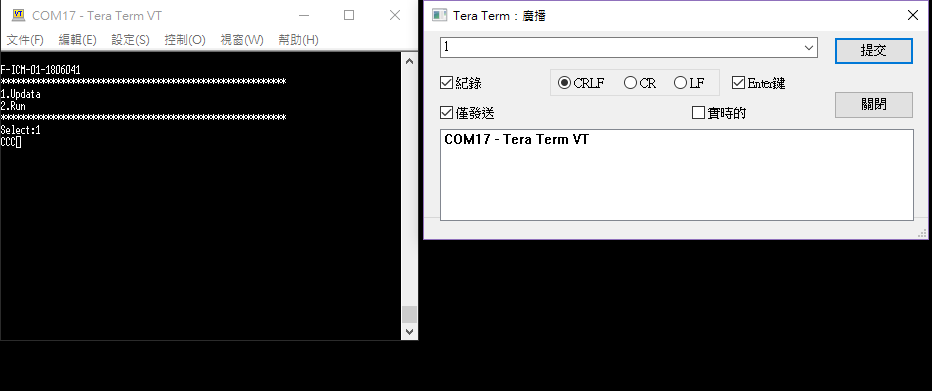 COM17 - Tera Term VT
文件(F) 編輯(E) 設定(S) 控制(O) 視窗(W) 幫助(H)
F-ICM-01-1806041
****************************************************
1.Updata
2.Run
****************************************************
Select:1
CCC
Tera Term：廣播
1
提交
紀錄 CRLF CR LF Enter鍵
關閉
僅發送 實時的
COM17 - Tera Term VT